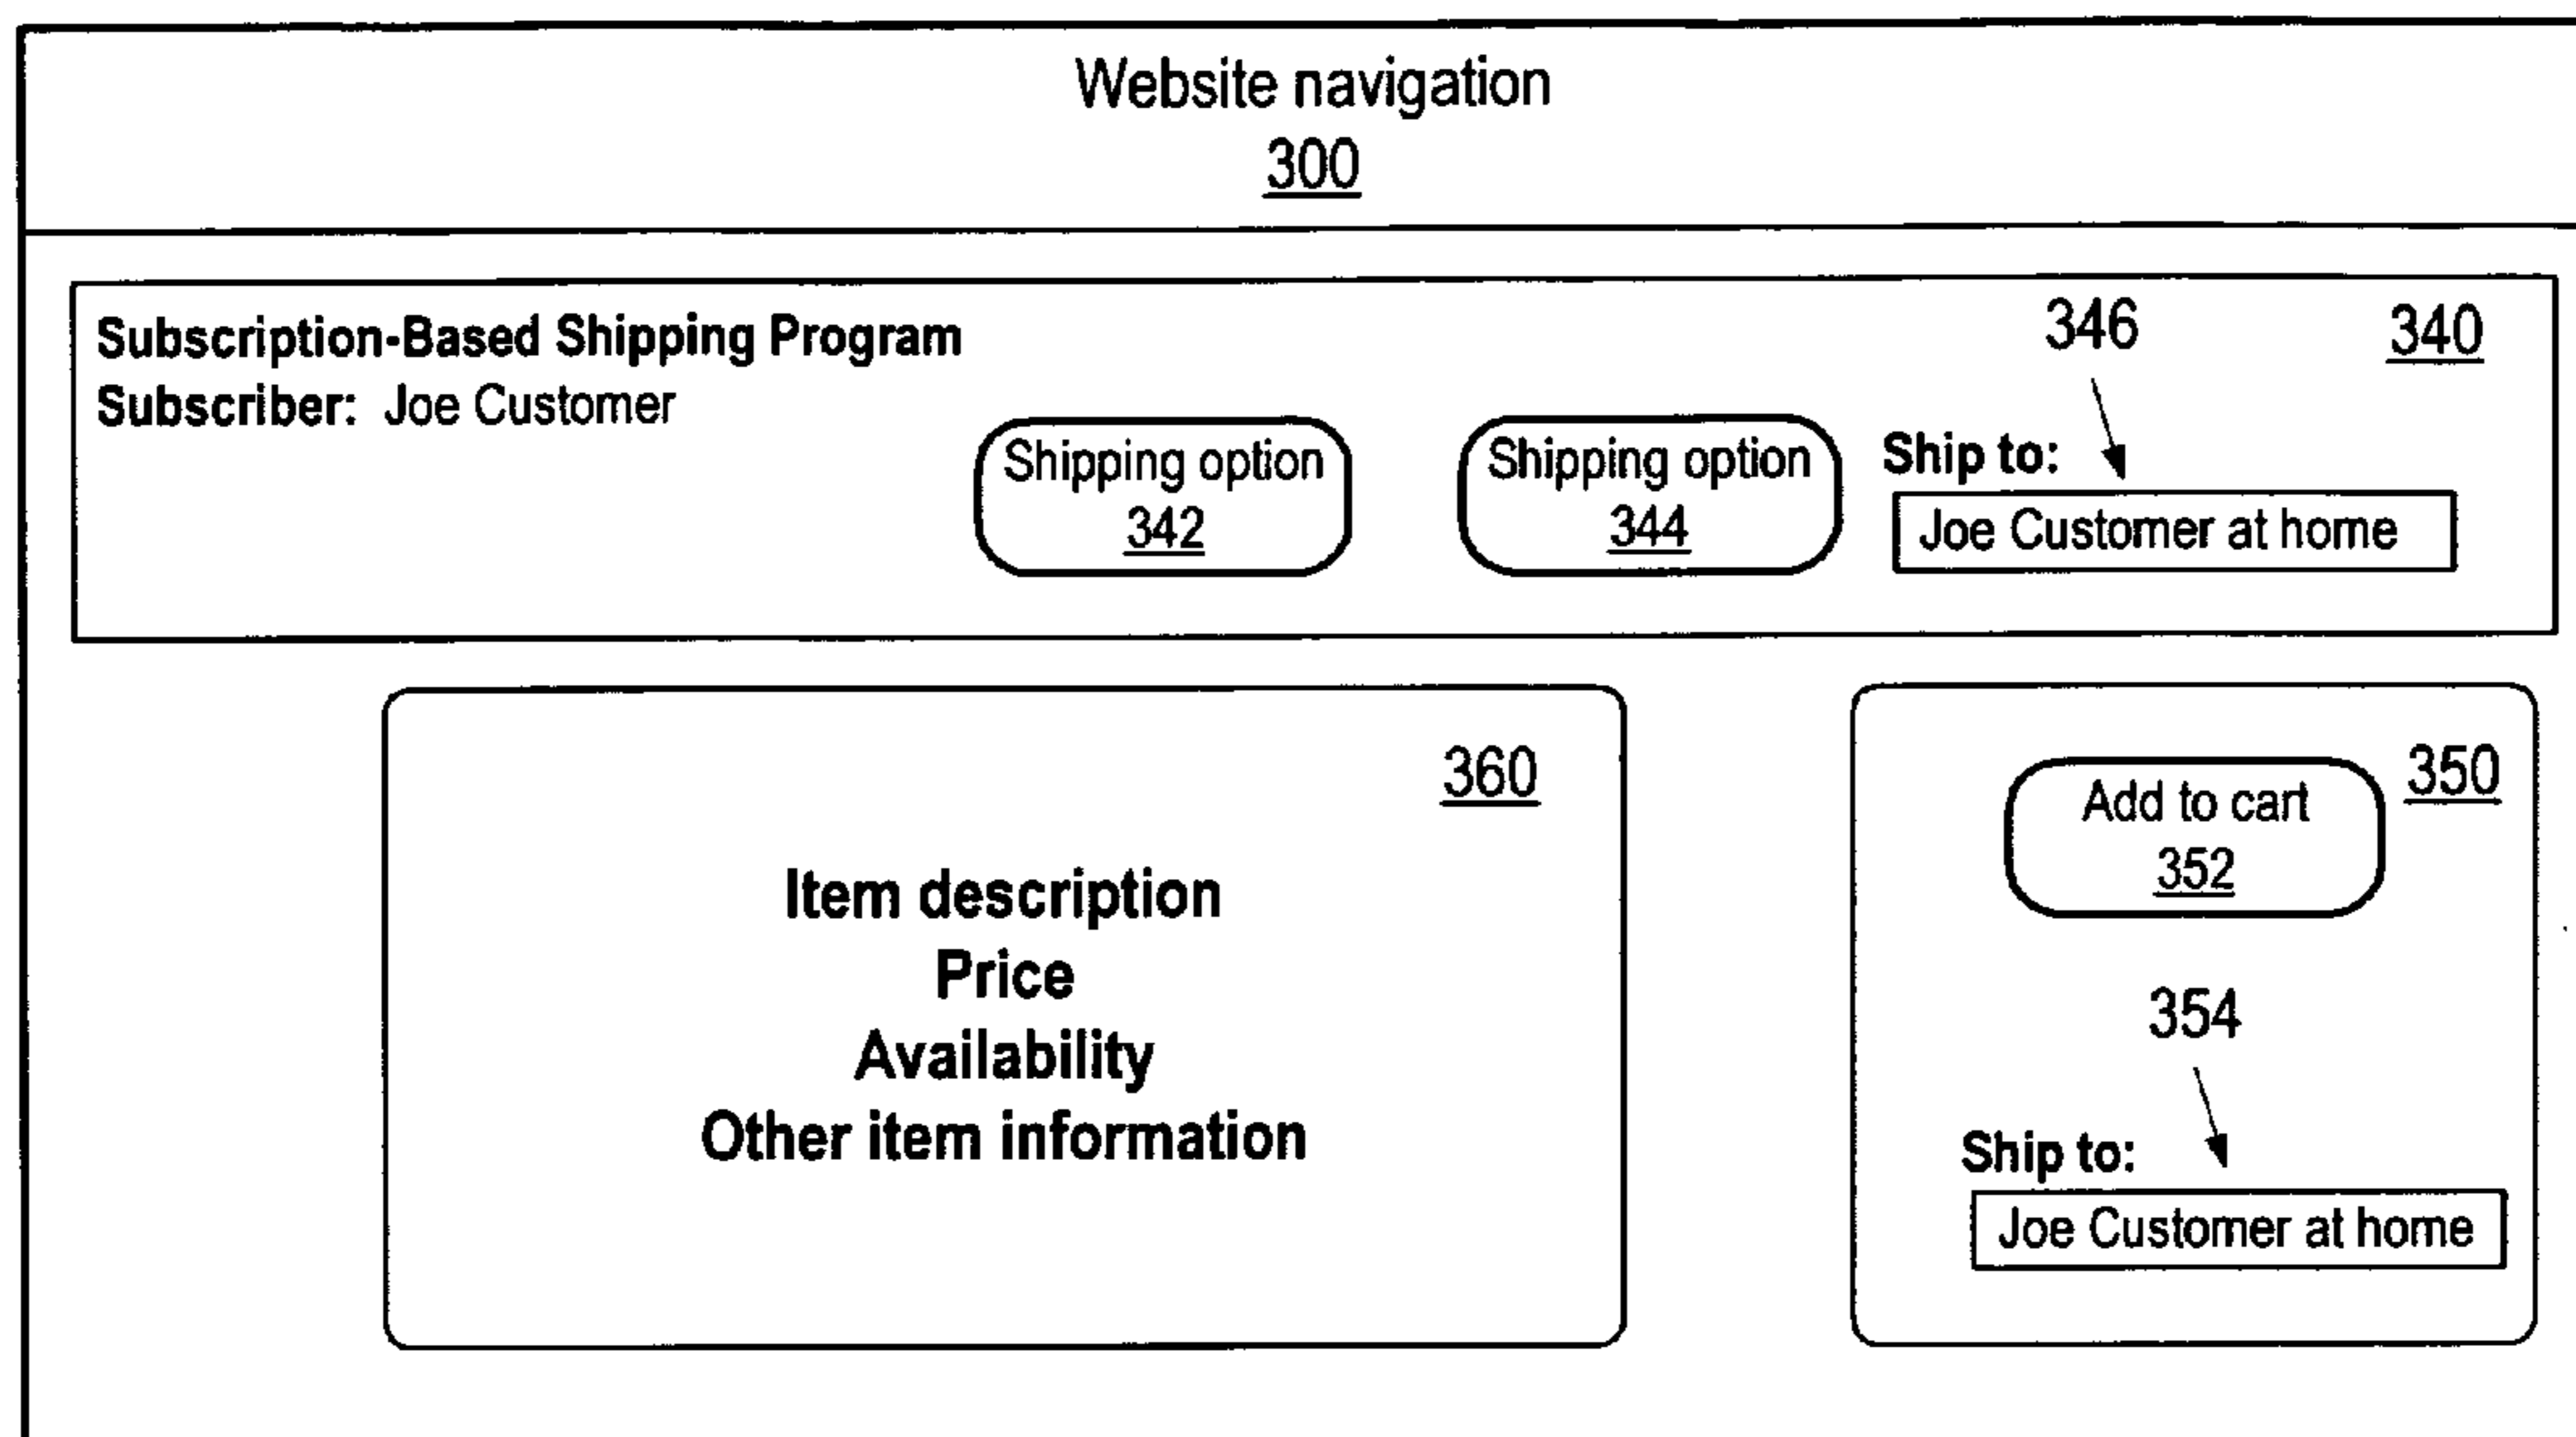 Website navigation
300
Subscription-Based Shipping Program
Subscriber: Joe Customer
346
340
Shipping option
342
Shipping option
344
Ship to:
Joe Customer at home
360
Item description
Price
Availability
Other item information
350
Add to cart
352
354
Ship to:
Joe Customer at home